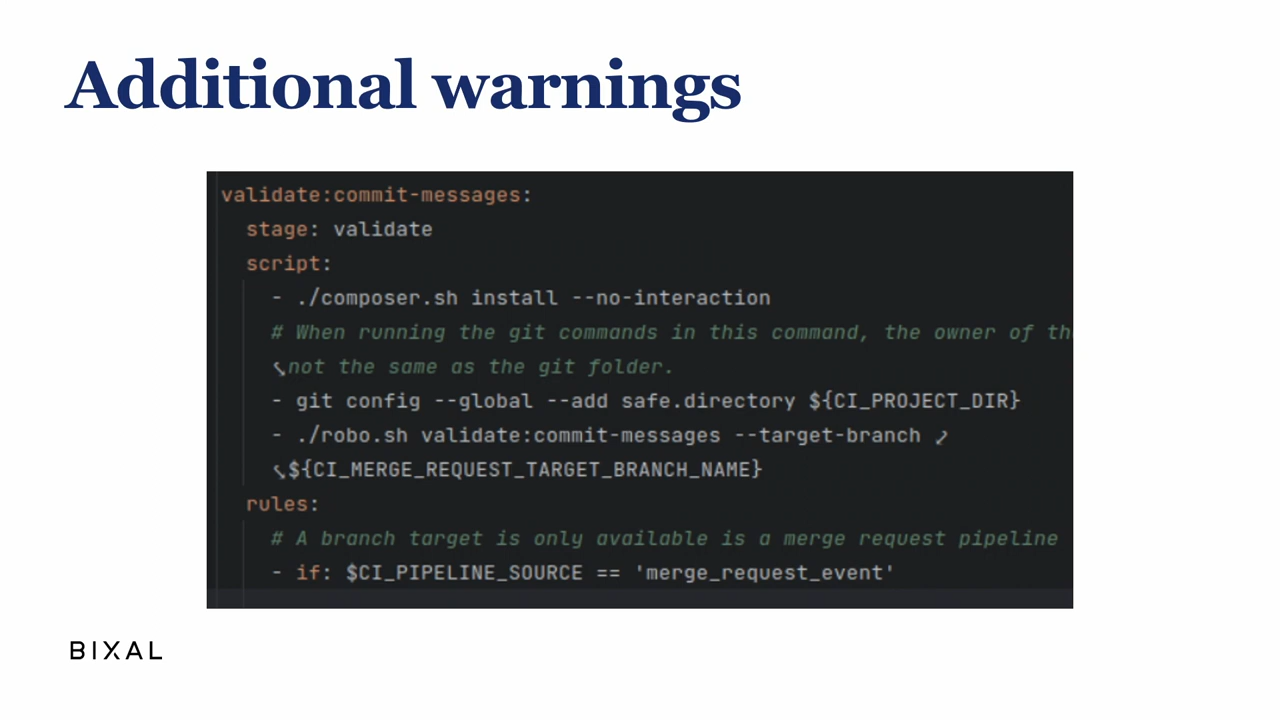 Additional warnings
validate:commit-messages:
stage: validate
script:
- ./composer.sh install --no-interaction
# When running the git commands in this command, the owner of
not the same as the git folder.
- git config --global --add safe.directory ${CI_PROJECT_DIR}
- ./robo.sh validate:commit-messages --target-branch
${CI_MERGE_REQUEST_TARGET_BRANCH_NAME}
rules:
# A branch target is only available is a merge request pipeline
- if: $CI_PIPELINE_SOURCE == 'merge_request_event'
BIXAL